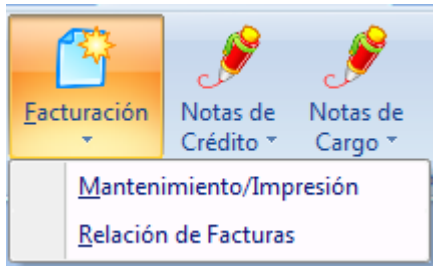 Facturación
Notas de
Crédito
Notas de
Cargo
Mantenimiento/Impresión
Relación de Facturas